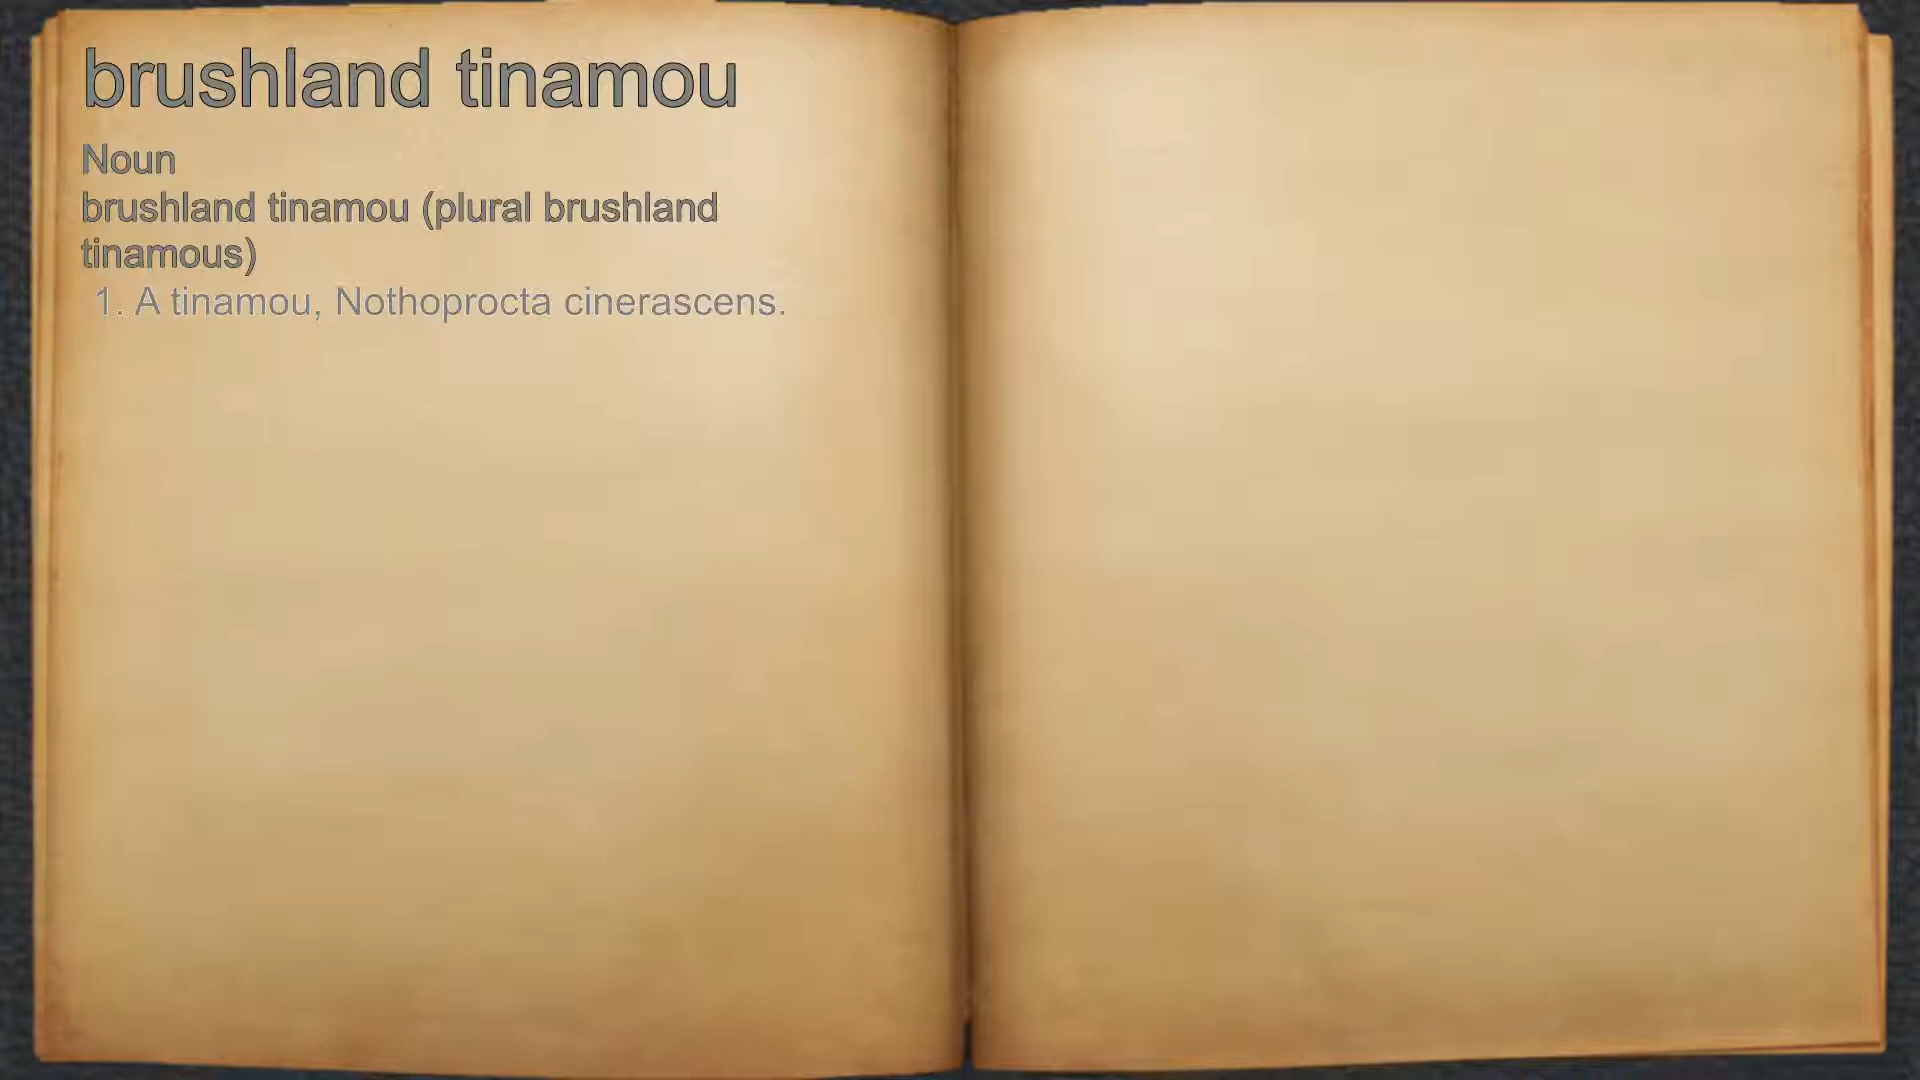 brushland tinamou
Noun
brushland tinamou (plural brushland
tinamous)
1. A tinamou, Nothoprocta cinerascens.